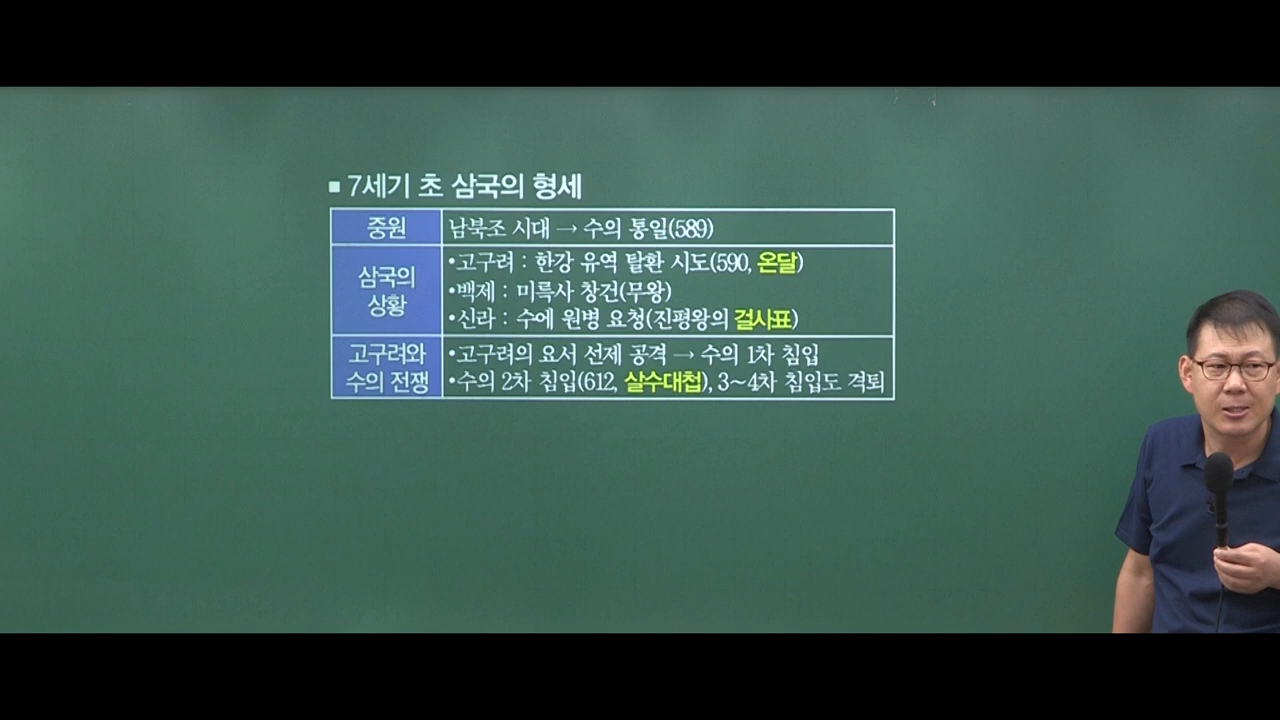 ▪ 7세기 초 삼국의 형세
중원
남북조 시대 → 수의 통일(589)
삼국의
상황
•고구려 : 한강 유역 탈환 시도(590, 온달)
•백제 : 미륵사 창건(무왕)
•신라 : 수에 원병 요청(진평왕의 걸사표)
고구려와
수의 전쟁
•고구려의 요서 선제 공격 → 수의 1차 침입
•수의 2차 침입(612, 살수대첩), 3~4차 침입도 격퇴